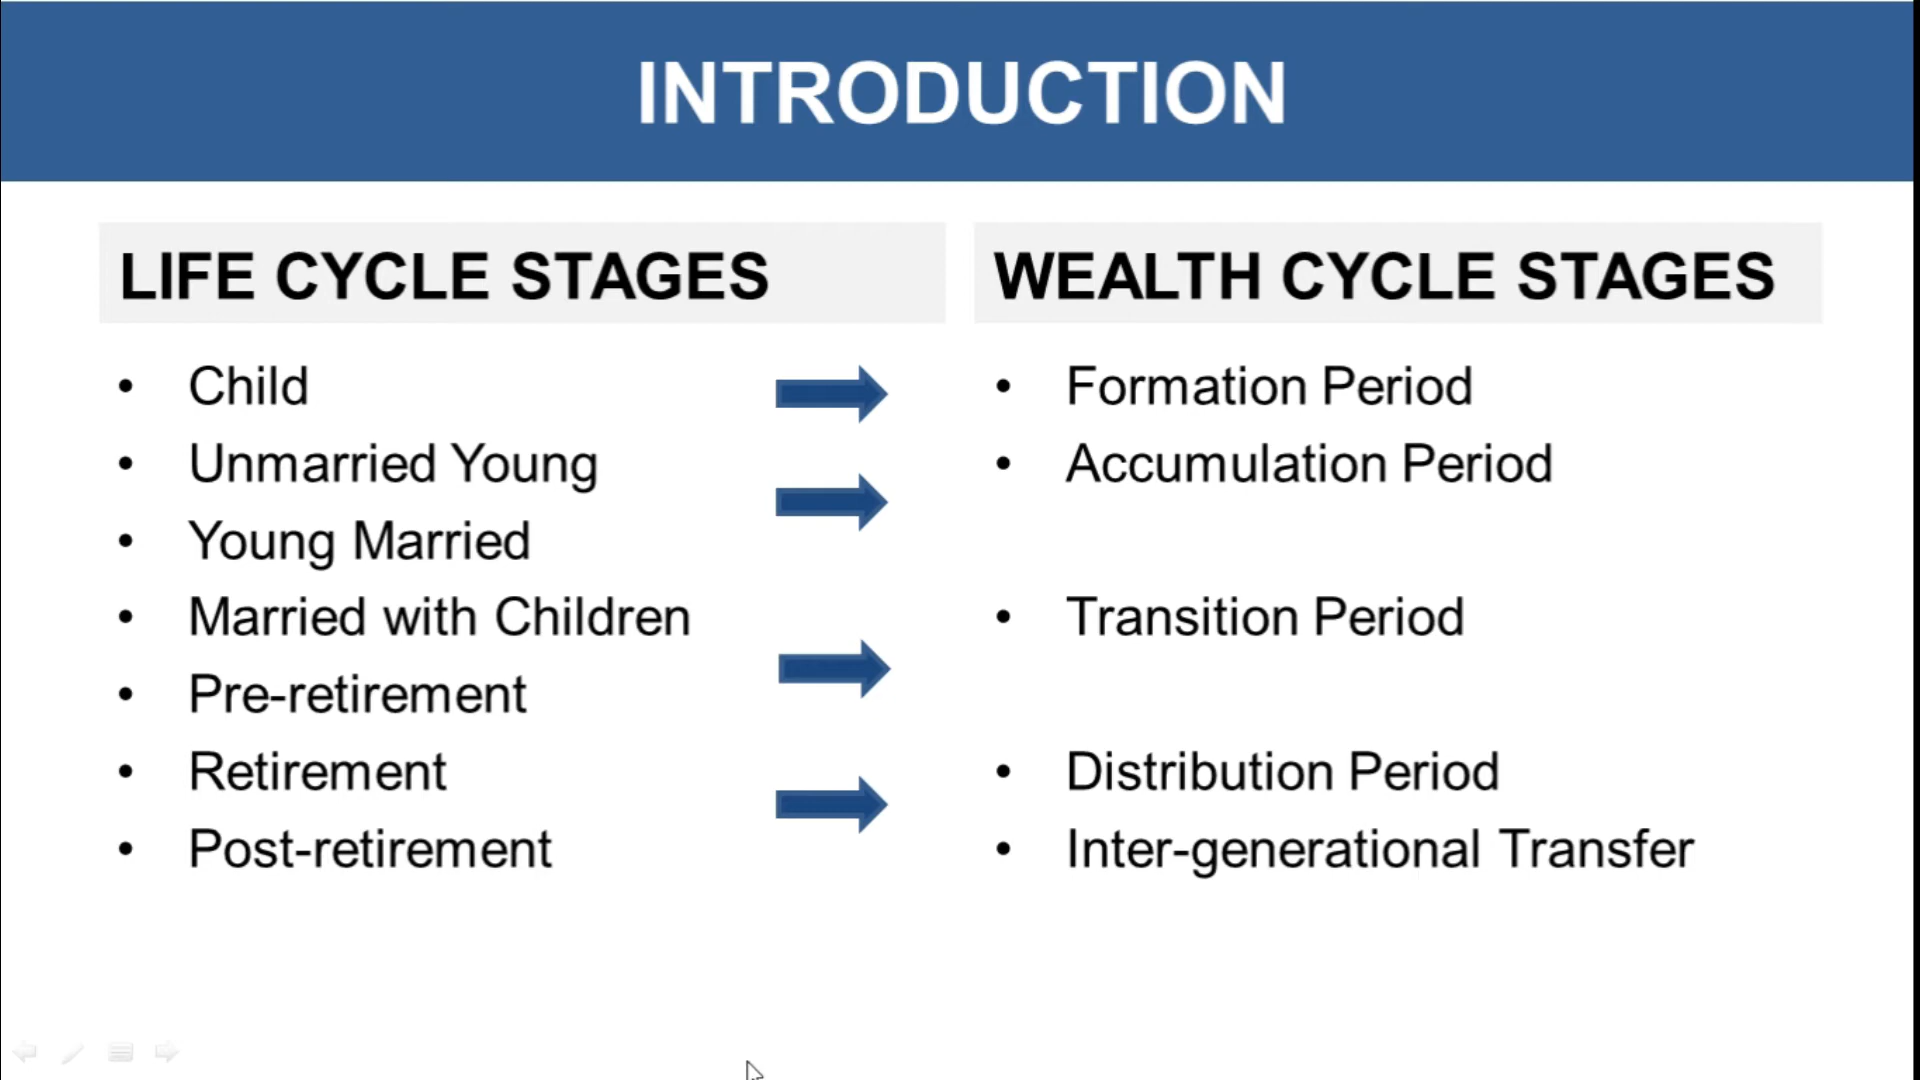 INTRODUCTION
LIFE CYCLE STAGES
• Child
• Unmarried Young
• Young Married
• Married with Children
• Pre-retirement
• Retirement
• Post-retirement
WEALTH CYCLE STAGES
• Formation Period
• Accumulation Period
• Transition Period
• Distribution Period
• Inter-generational Transfer